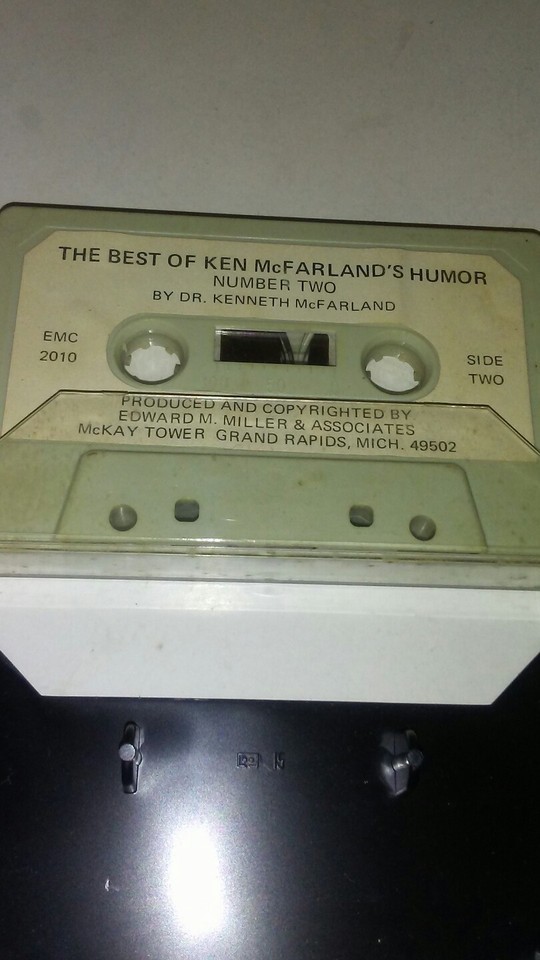 THE BEST OF KEN McFARLAND'S HUMOR
NUMBER TWO
BY DR. KENNETH McFARLAND
EMC
2010
SIDE
TWO
PRODUCED AND COPYRIGHTED BY
EDWARD M. MILLER & ASSOCIATES
McKAY TOWER GRAND RAPIDS, MICH. 49502